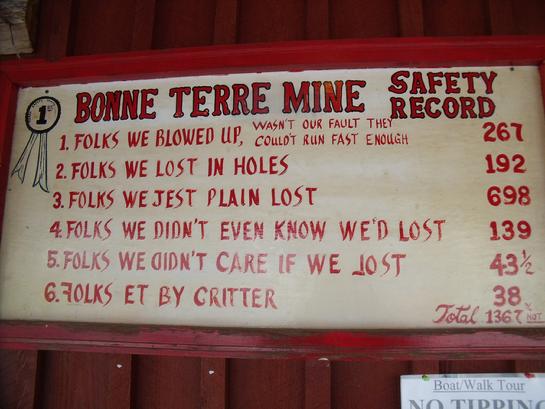 1st
BONNE TERRE MINE SAFETY RECORD
1. FOLKS WE BLOWED UP, WASN'T OUR FAULT THEY COULD'T RUN FAST ENOUGH 267
2. FOLKS WE LOST IN HOLES 192
3. FOLKS WE JEST PLAIN LOST 698
4. FOLKS WE DIDN'T EVEN KNOW WE'D LOST 139
5. FOLKS WE DIDN'T CARE IF WE LOST 43½
6. FOLKS ET BY CRITTER 38
Total 1367 NOT
Boat/Walk Tour
NO TIPPING